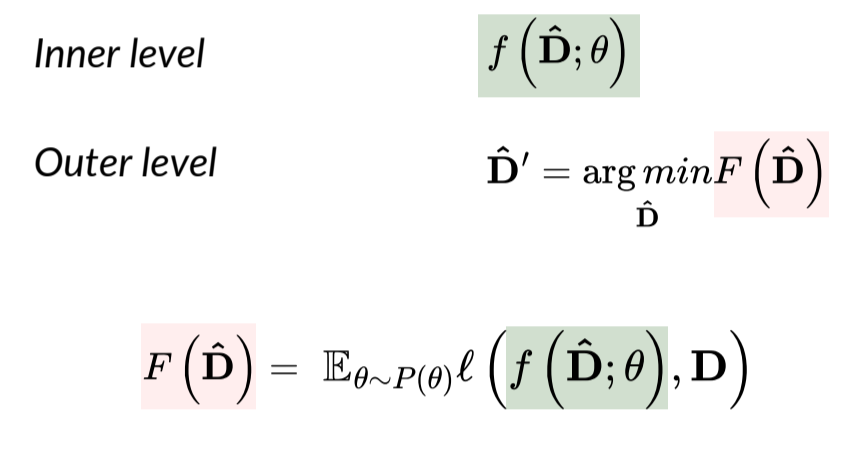 Inner level f(D̂; θ)
Outer level D̂′ = arg min F(D̂)
D̂
F(D̂) = 𝔼θ∼P(θ) ℓ(f(D̂; θ), D)